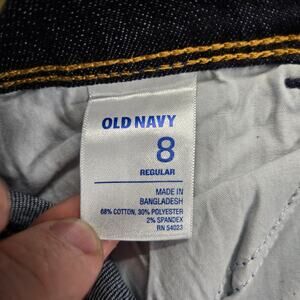 OLD NAVY
8
REGULAR
MADE IN
BANGLADESH
68% COTTON, 30% POLYESTER
2% SPANDEX
RN 54023